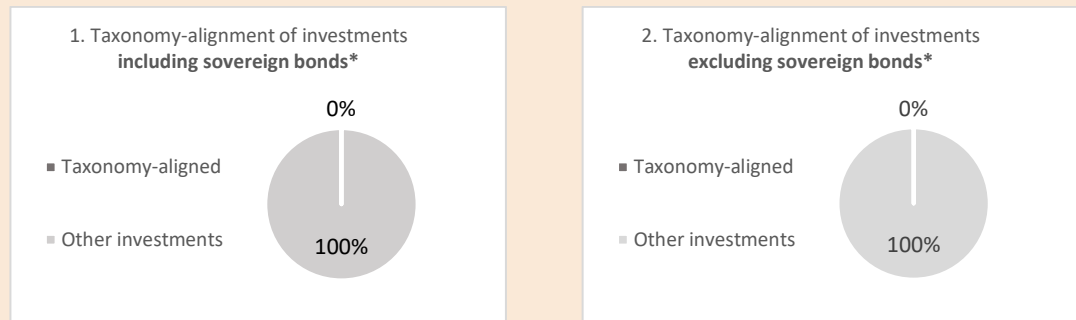 1. Taxonomy-alignment of investments
including sovereign bonds*
0%
Taxonomy-aligned
Other investments
100%
2. Taxonomy-alignment of investments
excluding sovereign bonds*
0%
Taxonomy-aligned
Other investments
100%